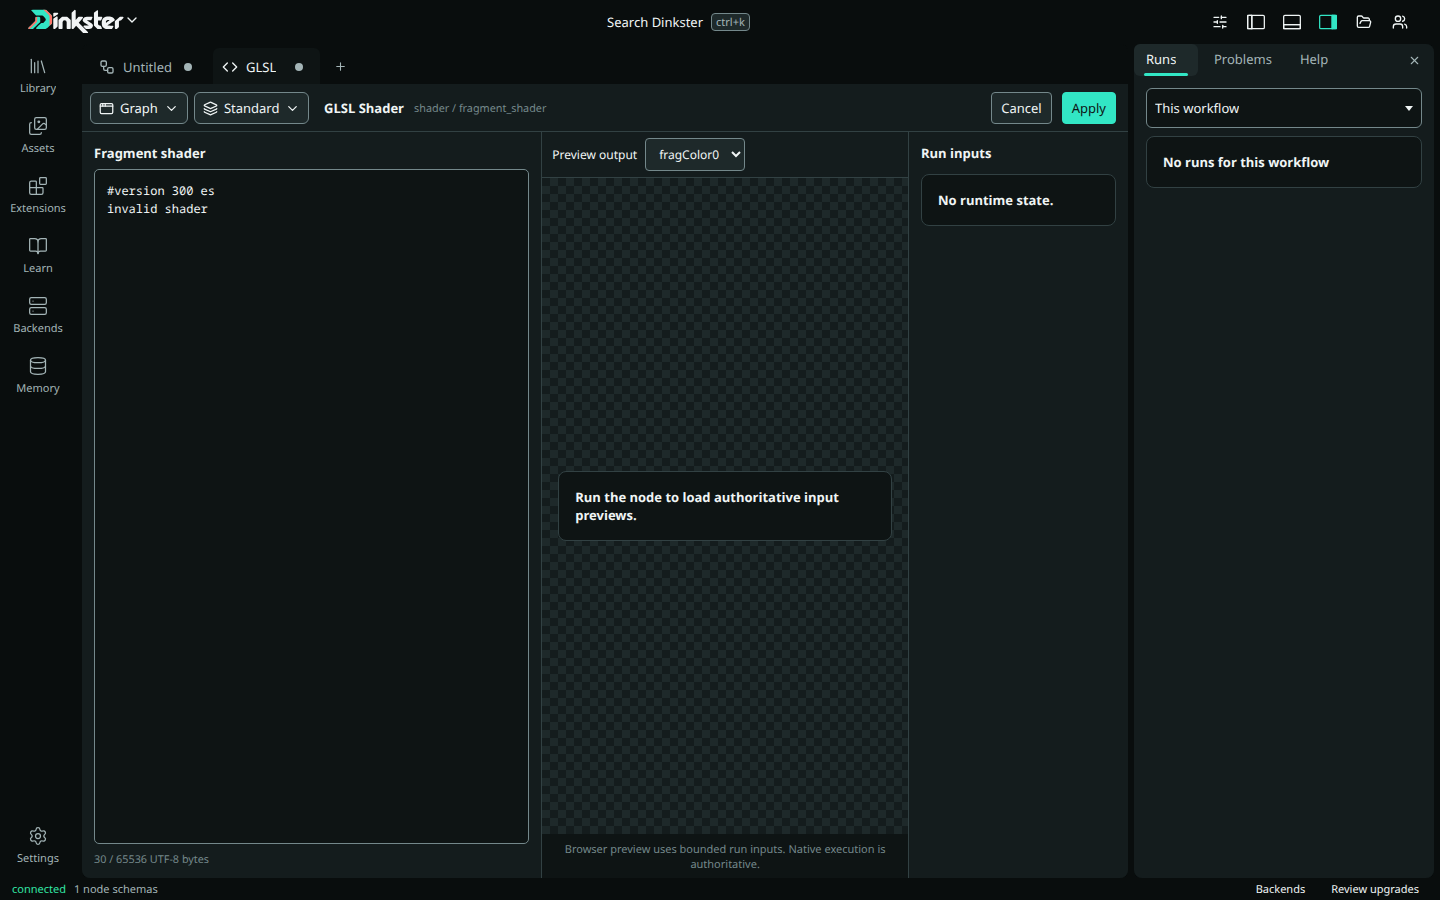 Dinkster
Search Dinkster ctrl+k
Library
Assets
Extensions
Learn
Backends
Memory
Settings
Untitled
GLSL
Graph
Standard
GLSL Shader
shader / fragment_shader
Cancel
Apply
Fragment shader
#version 300 es
invalid shader
30 / 65536 UTF-8 bytes
Preview output
fragColor0
Run the node to load authoritative input
previews.
Browser preview uses bounded run inputs. Native execution is
authoritative.
Run inputs
No runtime state.
Runs
Problems
Help
This workflow
No runs for this workflow
connected
1 node schemas
Backends
Review upgrades